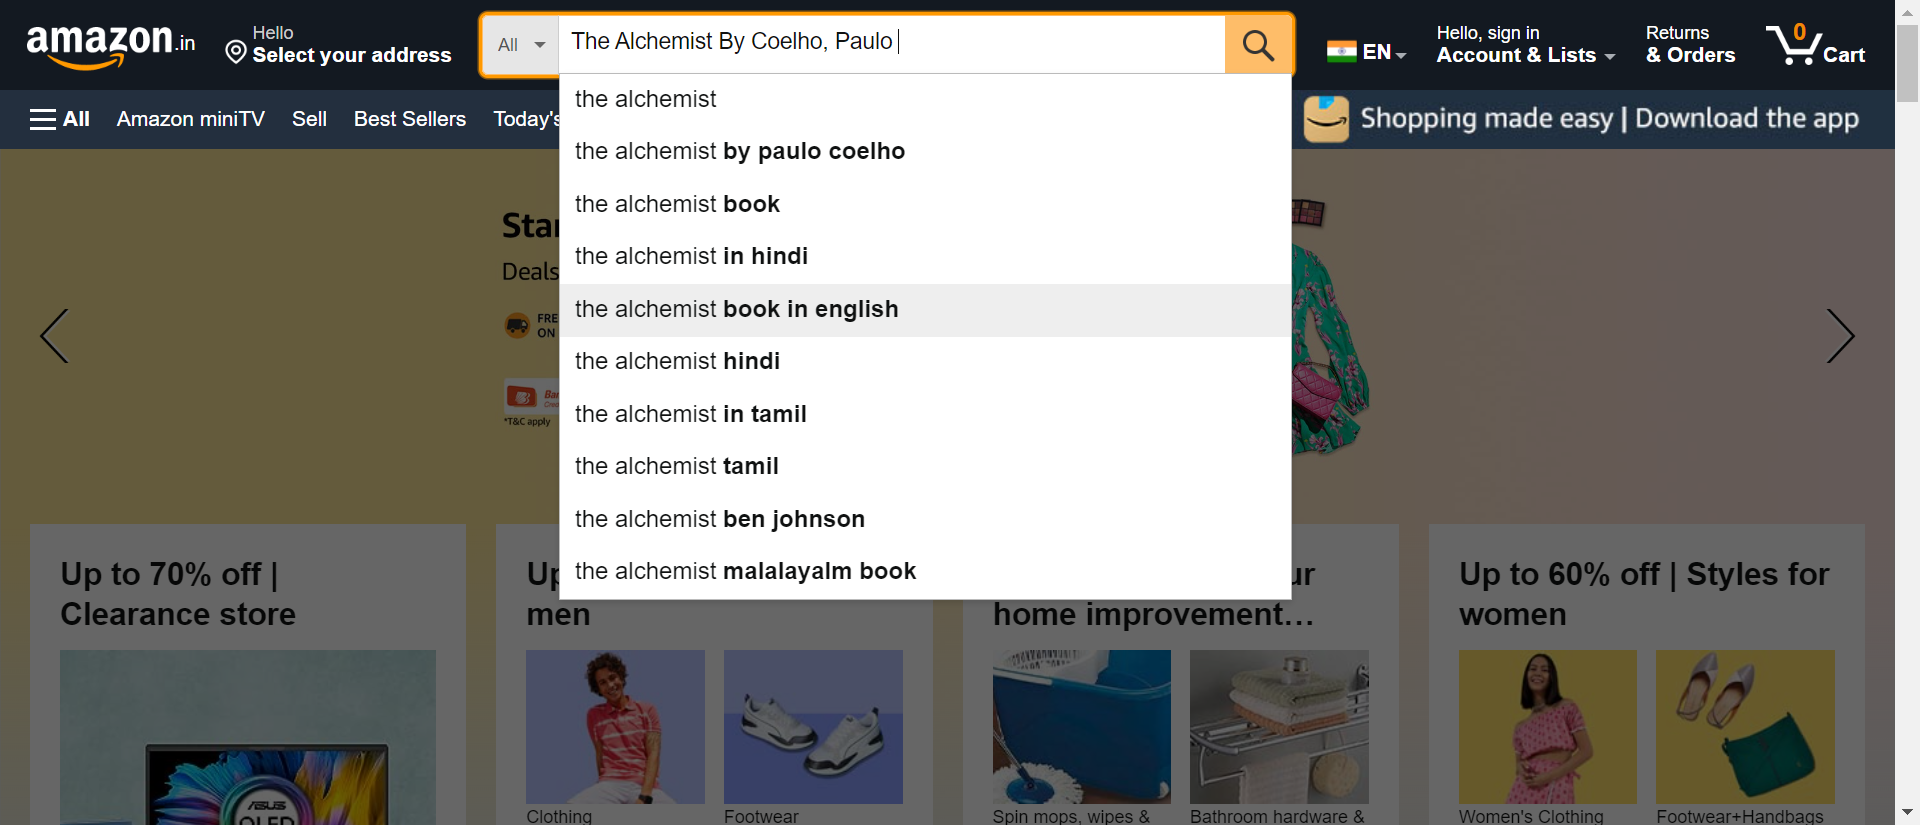 amazon.in
Hello
Select your address
All
The Alchemist By Coelho, Paulo
EN
Hello, sign in
Account & Lists
Returns
& Orders
0
Cart
All
Amazon miniTV
Sell
Best Sellers
Today's
Shopping made easy | Download the app
the alchemist
the alchemist by paulo coelho
the alchemist book
the alchemist in hindi
the alchemist book in english
the alchemist hindi
the alchemist in tamil
the alchemist tamil
the alchemist ben johnson
the alchemist malalayalm book
Deals
FRE
ON
*T&C apply
Up to 70% off |
Clearance store
ASUS
OLED
Up
men
Clothing
Footwear
home improvement...
Spin mops, wipes &
Bathroom hardware &
Up to 60% off | Styles for
women
Women's Clothing
Footwear+Handbags